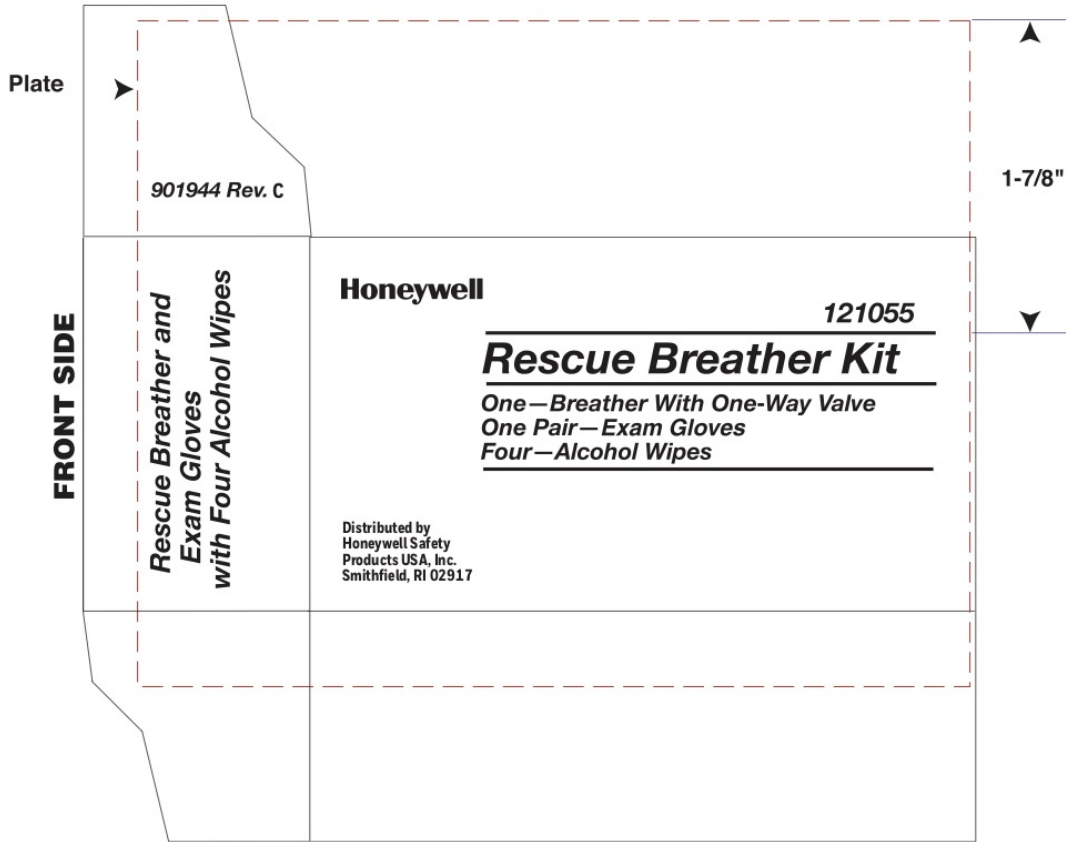 Plate
1-7/8"
901944 Rev. C
FRONT SIDE
Rescue Breather and
Exam Gloves
with Four Alcohol Wipes
Honeywell
121055
Rescue Breather Kit
One—Breather With One-Way Valve
One Pair—Exam Gloves
Four—Alcohol Wipes
Distributed by
Honeywell Safety
Products USA, Inc.
Smithfield, RI 02917